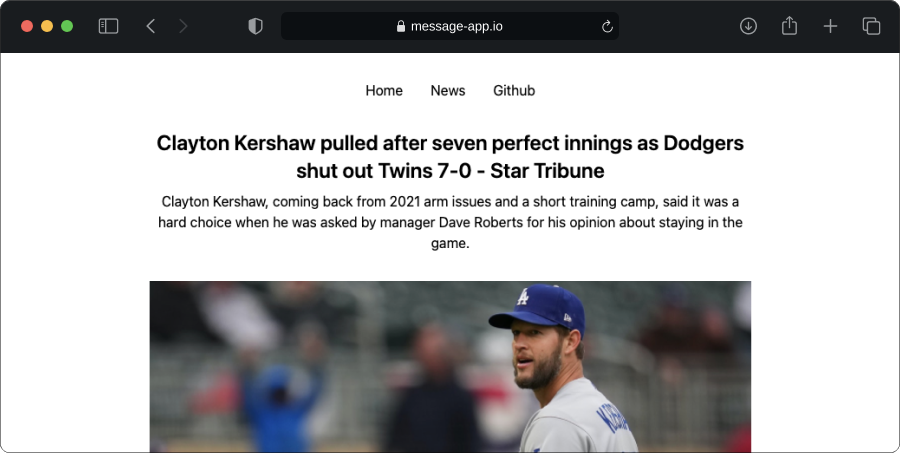 message-app.io
Home News Github
Clayton Kershaw pulled after seven perfect innings as Dodgers
shut out Twins 7-0 - Star Tribune
Clayton Kershaw, coming back from 2021 arm issues and a short training camp, said it was a
hard choice when he was asked by manager Dave Roberts for his opinion about staying in the
game.
LA